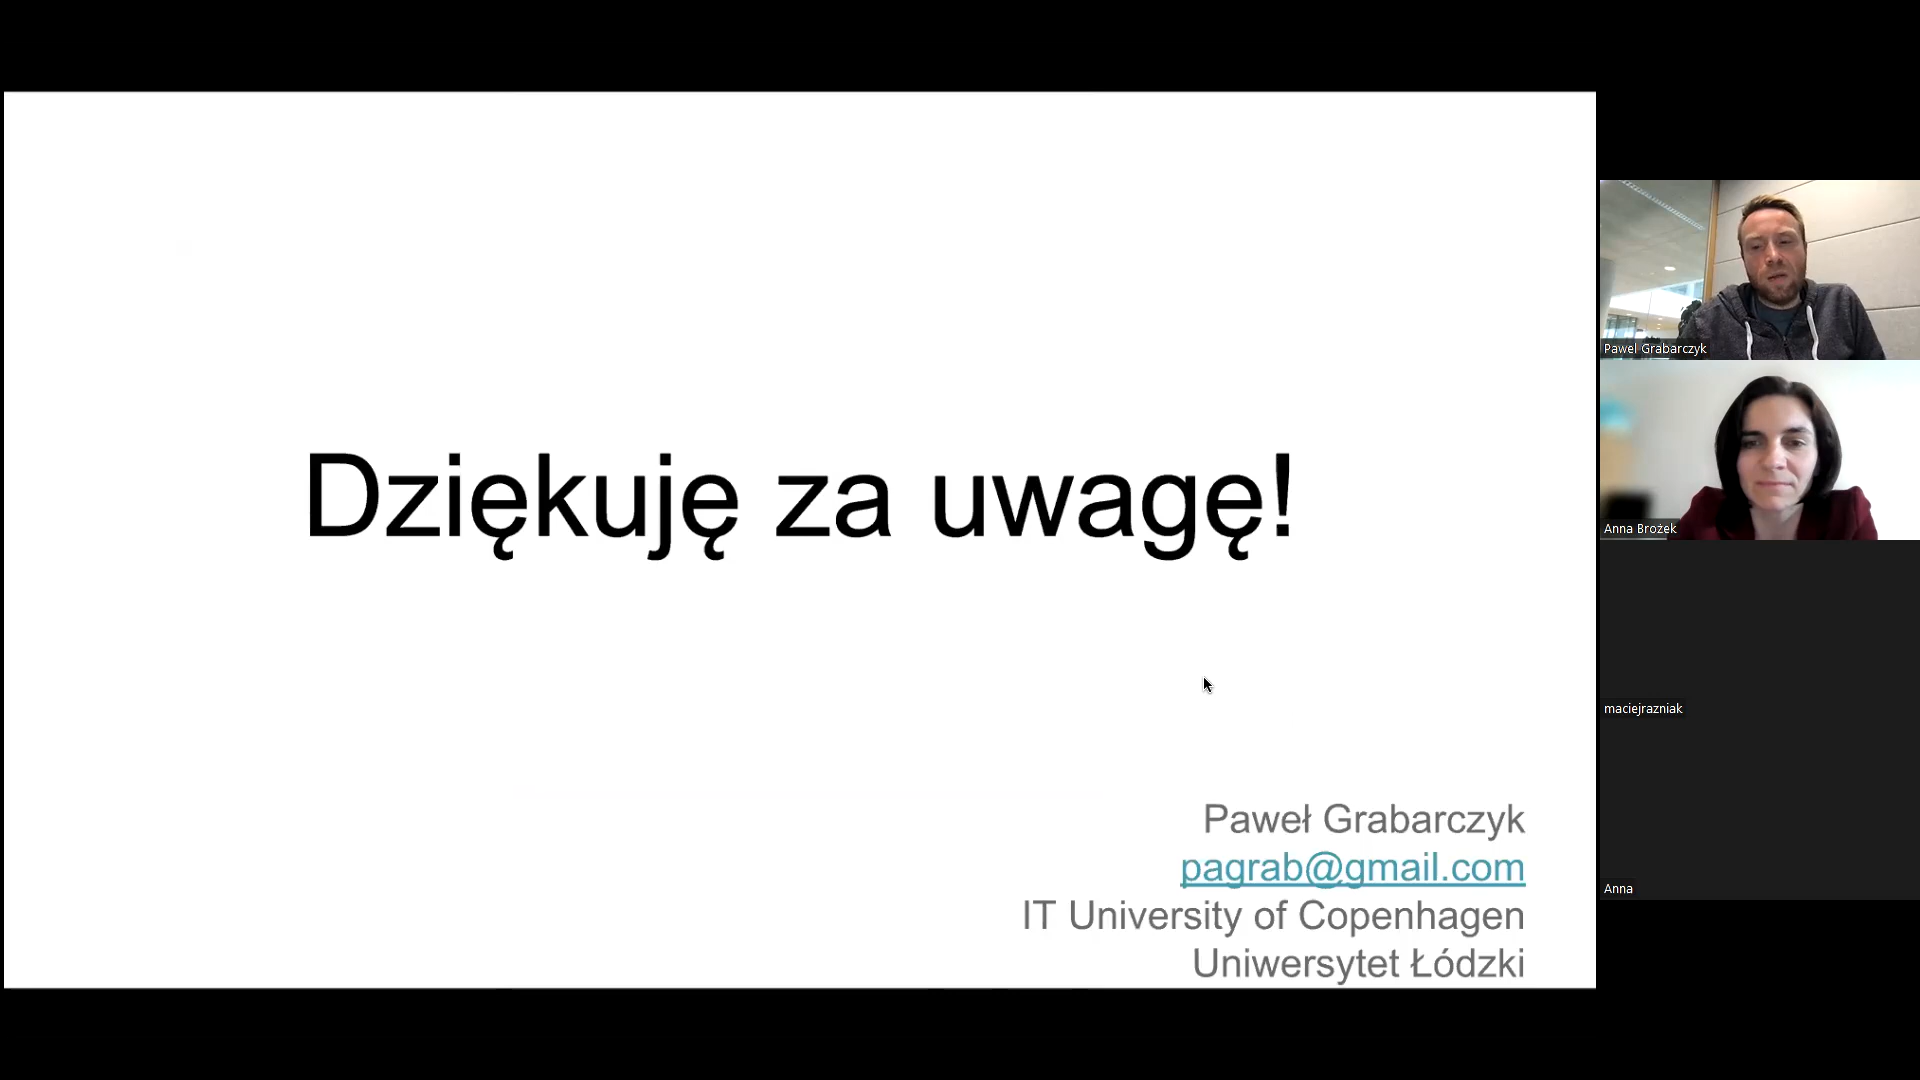 Dziękuję za uwagę!
Paweł Grabarczyk
pagrab@gmail.com
IT University of Copenhagen
Uniwersytet Łódzki
Pawel Grabarczyk
Anna Brożek
maciejrazniak
Anna